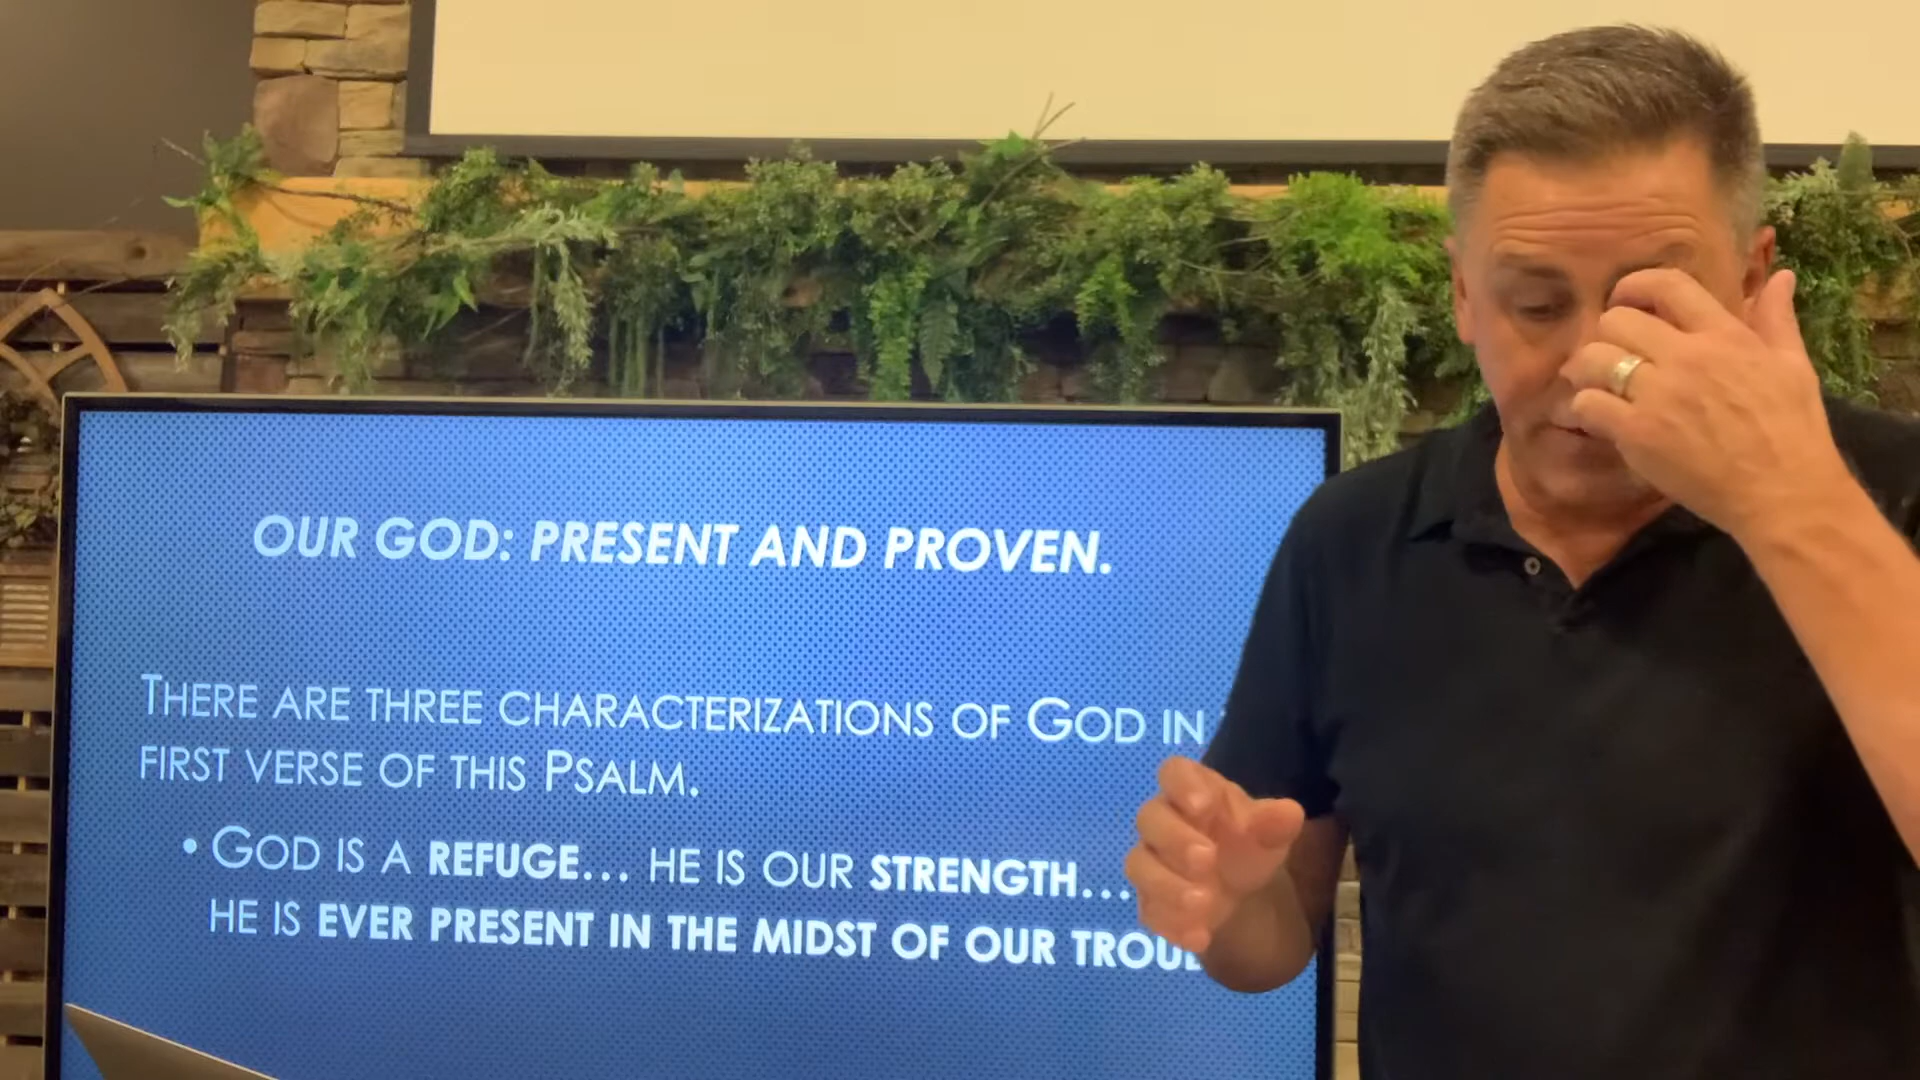 OUR GOD: PRESENT AND PROVEN.
THERE ARE THREE CHARACTERIZATIONS OF GOD IN
FIRST VERSE OF THIS PSALM.
• GOD IS A REFUGE... HE IS OUR STRENGTH...
HE IS EVER PRESENT IN THE MIDST OF OUR